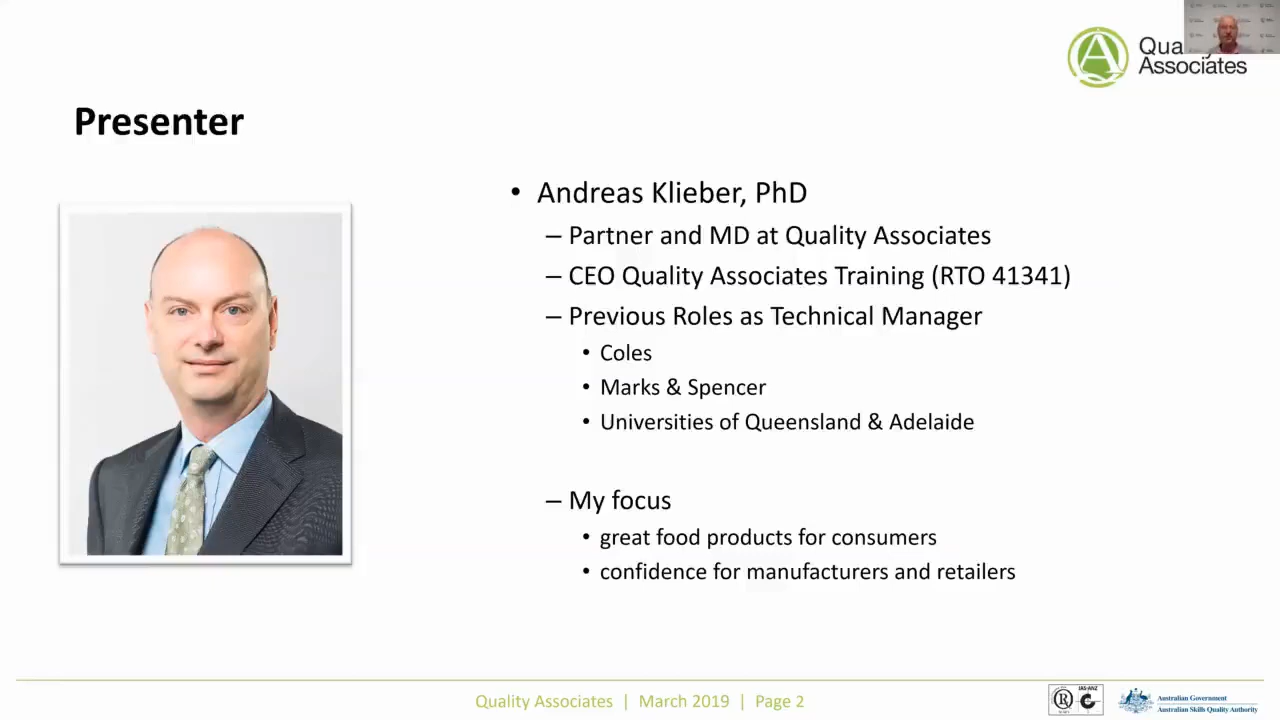 Quality
Associates
Presenter
• Andreas Klieber, PhD
– Partner and MD at Quality Associates
– CEO Quality Associates Training (RTO 41341)
– Previous Roles as Technical Manager
• Coles
• Marks & Spencer
• Universities of Queensland & Adelaide
– My focus
• great food products for consumers
• confidence for manufacturers and retailers
Quality Associates | March 2019 | Page 2
JAS-ANZ
Australian Government
Australian Skills Quality Authority